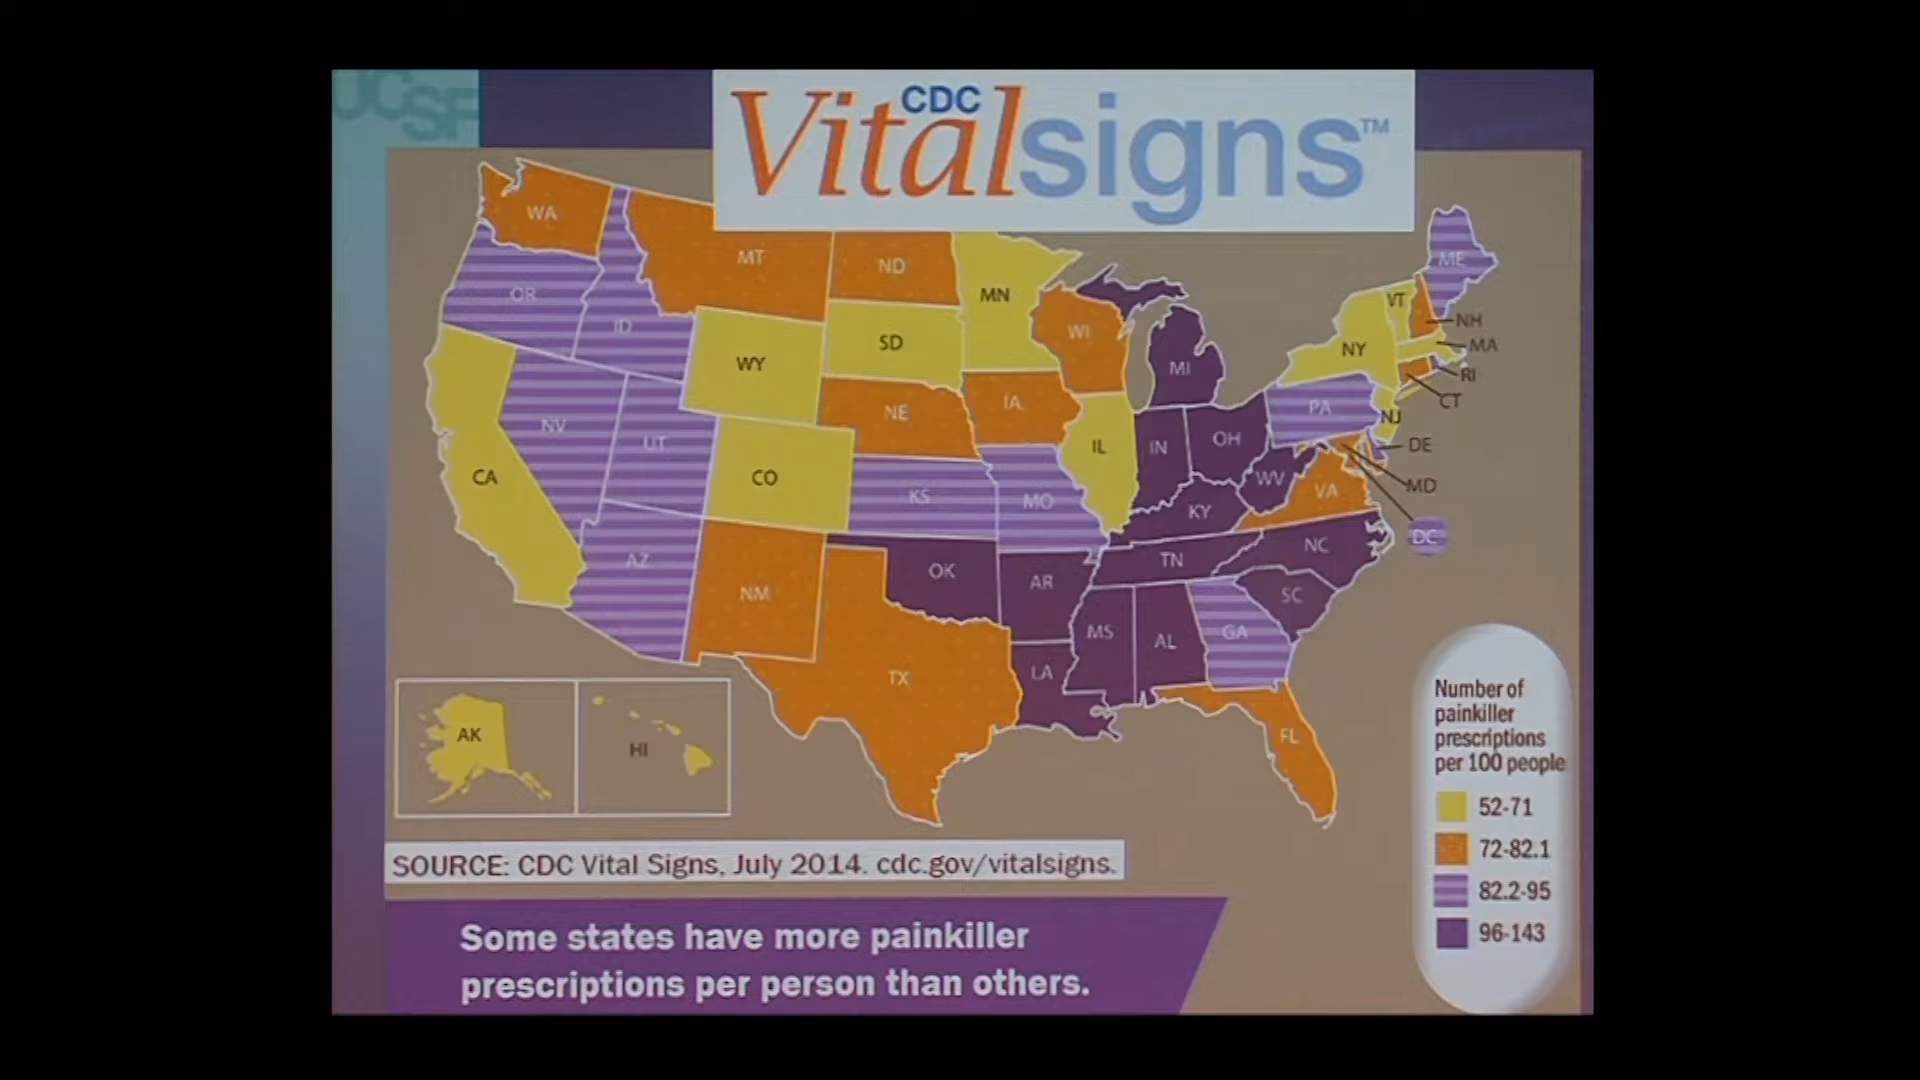 UCSF
CDC
Vitalsigns™
WA
MT
ND
MN
ME
OR
ID
WY
SD
WI
MI
NY
VT
NH
MA
RI
CT
NV
UT
CA
CO
NE
IA
IL
IN
OH
PA
NJ
DE
MD
DC
KS
MO
KY
WV
VA
AZ
NM
OK
AR
TN
NC
SC
TX
LA
MS
AL
GA
FL
AK
HI
Number of
painkiller
prescriptions
per 100 people
52-71
72-82.1
82.2-95
96-143
SOURCE: CDC Vital Signs, July 2014. cdc.gov/vitalsigns.
Some states have more painkiller
prescriptions per person than others.